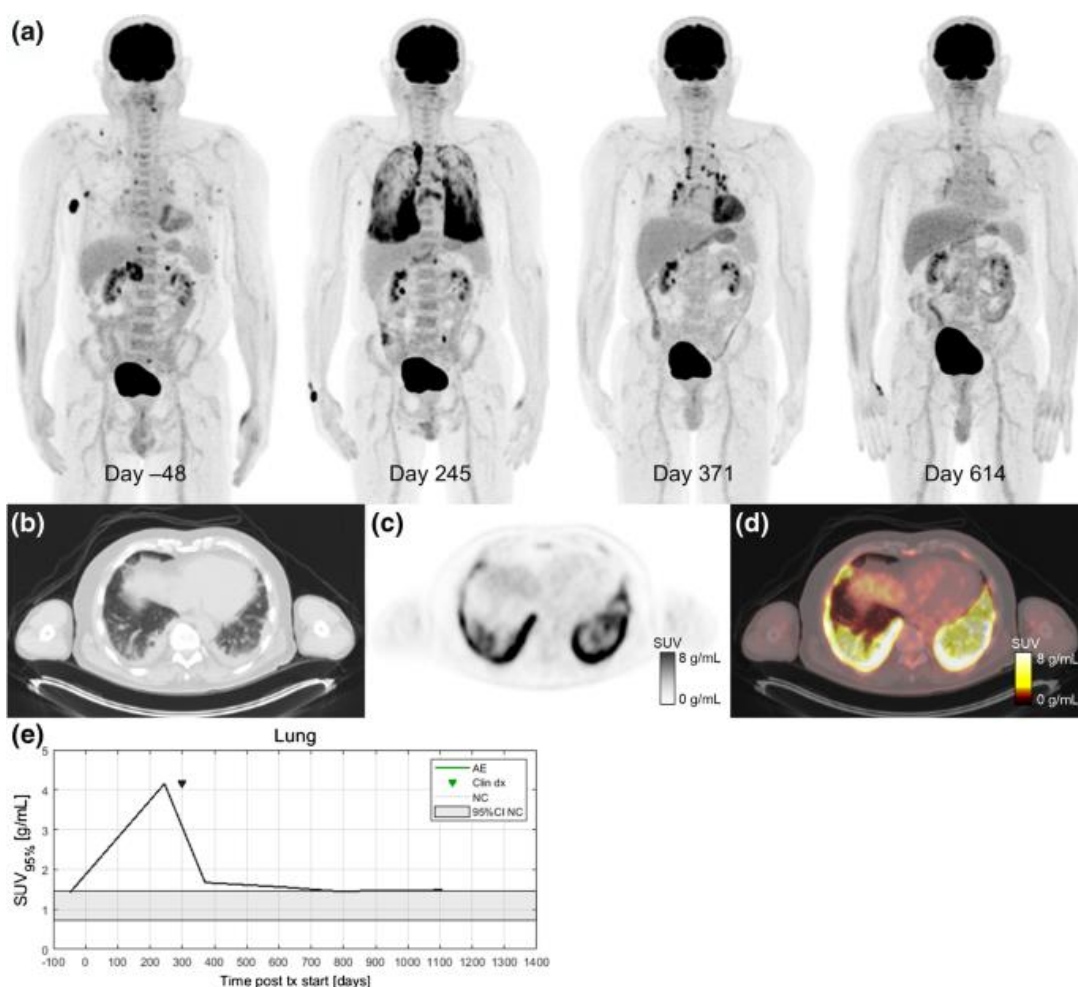 (a)
Day –48
Day 245
Day 371
Day 614
(b)
(c)
SUV
8 g/mL
0 g/mL
(d)
SUV
8 g/mL
0 g/mL
(e)
Lung
AE
Clin dx
NC
95%CI NC
SUV95% [g/mL]
5
4
3
2
1
0
-100 0 100 200 300 400 500 600 700 800 900 1000 1100 1200 1300 1400
Time post tx start [days]